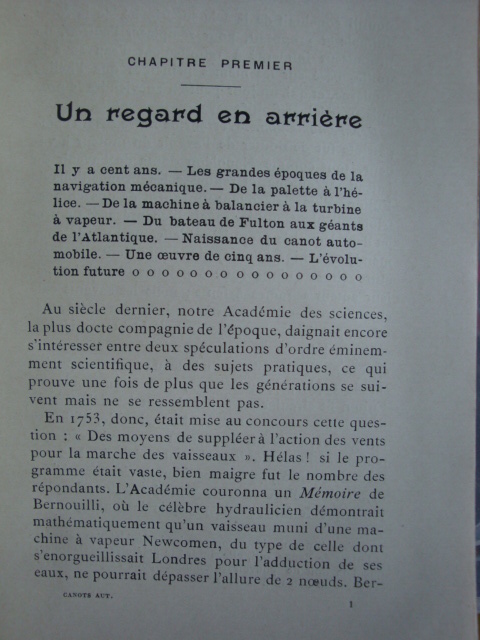 CHAPITRE PREMIER
Un regard en arrière
Il y a cent ans. — Les grandes époques de la
navigation mécanique. — De la palette à l'hé-
lice. — De la machine à balancier à la turbine
à vapeur. — Du bateau de Fulton aux géants
de l'Atlantique. — Naissance du canot auto-
mobile. — Une œuvre de cinq ans. — L'évolu-
tion future o o o o o o o o o o o o o o o o
Au siècle dernier, notre Académie des sciences,
la plus docte compagnie de l'époque, daignait encore
s'intéresser entre deux spéculations d'ordre éminem-
ment scientifique, à des sujets pratiques, ce qui
prouve une fois de plus que les générations se sui-
vent mais ne se ressemblent pas.
En 1753, donc, était mise au concours cette ques-
tion : « Des moyens de suppléer à l'action des vents
pour la marche des vaisseaux ». Hélas ! si le pro-
gramme était vaste, bien maigre fut le nombre des
répondants. L'Académie couronna un Mémoire de
Bernouilli, où le célèbre hydraulicien démontrait
mathématiquement qu'un vaisseau muni d'une ma-
chine à vapeur Newcomen, du type de celle dont
s'enorgueillissait Londres pour l'adduction de ses
eaux, ne pourrait dépasser l'allure de 2 nœuds. Ber-
CANOTS AUT.
1